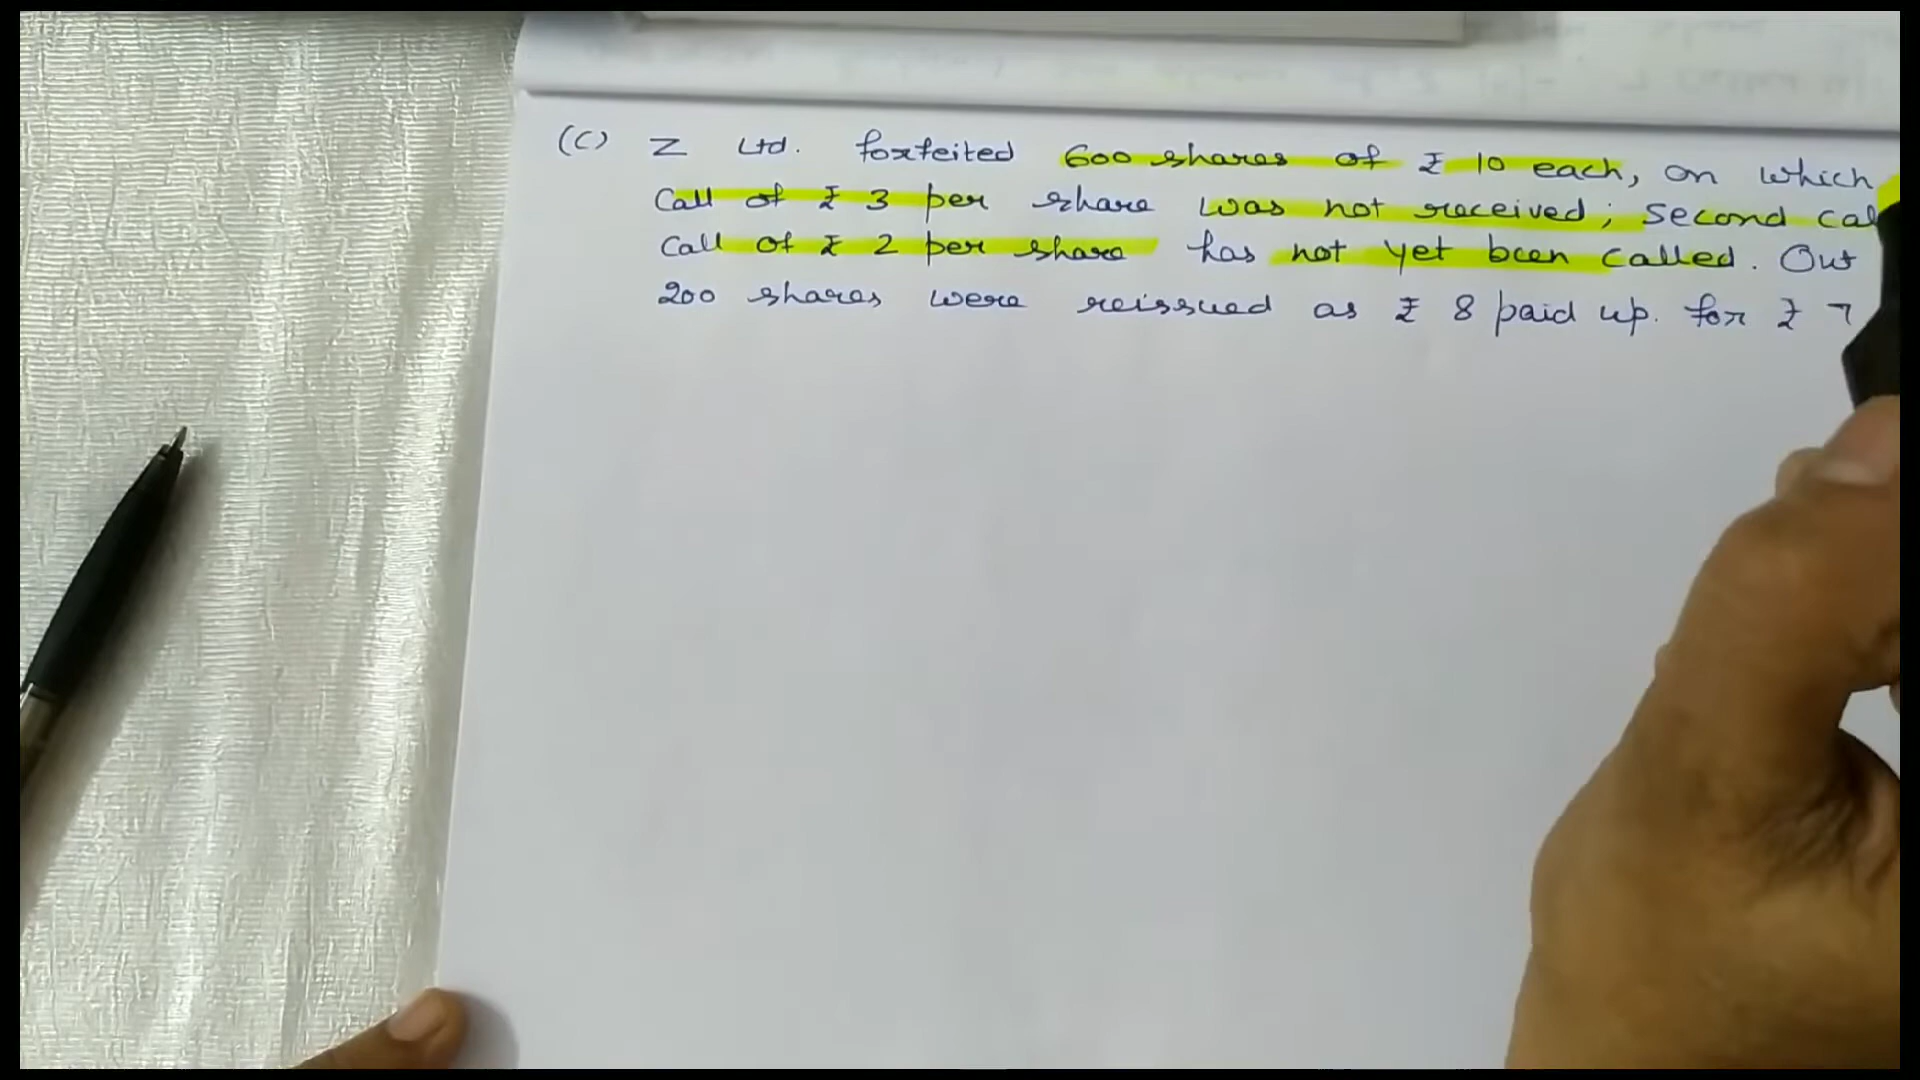 (C) Z Ltd. forfeited 600 shares of ₹ 10 each, on which
Call of ₹ 3 per share was not received; Second
Call of ₹ 2 per share has not yet been called. Out
200 shares were reissued as ₹ 8 paid up. for ₹ 7